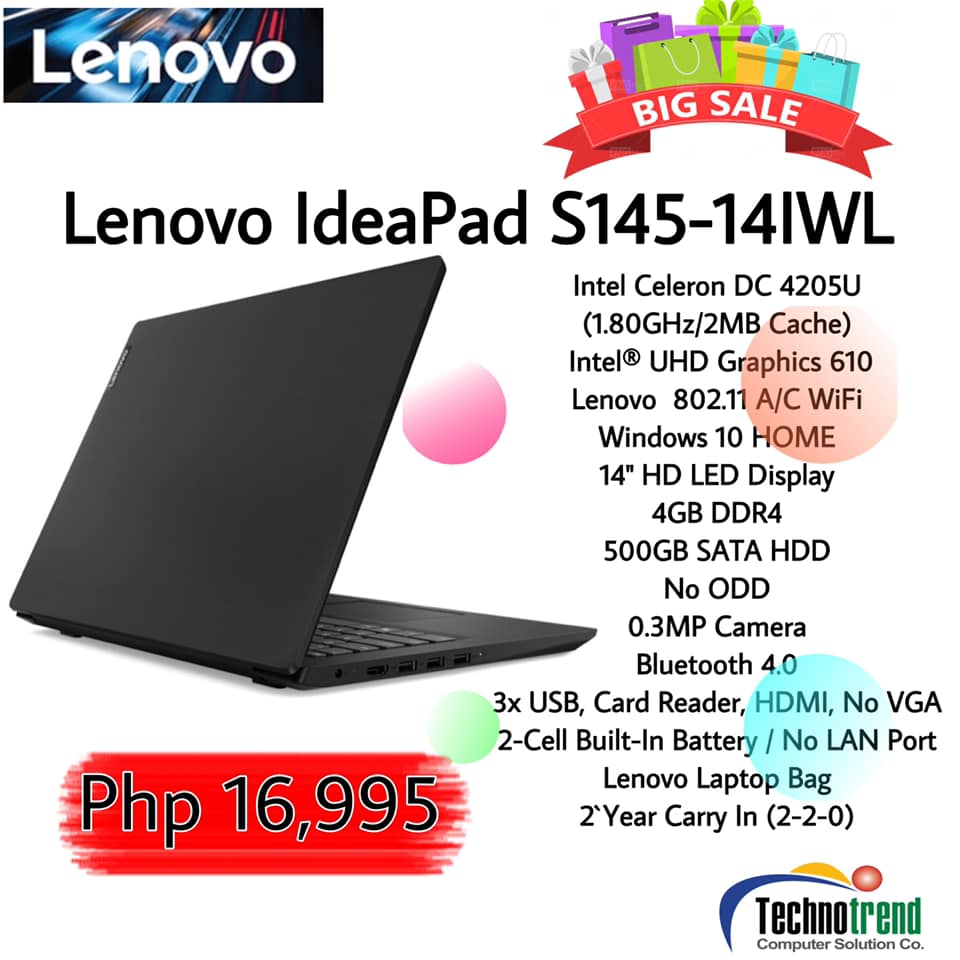 Lenovo
BIG SALE
Lenovo IdeaPad S145-14IWL
Lenovo
Intel Celeron DC 4205U
(1.80GHz/2MB Cache)
Intel® UHD Graphics 610
Lenovo 802.11 A/C WiFi
Windows 10 HOME
14" HD LED Display
4GB DDR4
500GB SATA HDD
No ODD
0.3MP Camera
Bluetooth 4.0
3x USB, Card Reader, HDMI, No VGA
2-Cell Built-In Battery / No LAN Port
Lenovo Laptop Bag
2`Year Carry In (2-2-0)
Php 16,995
Technotrend
Computer Solution Co.